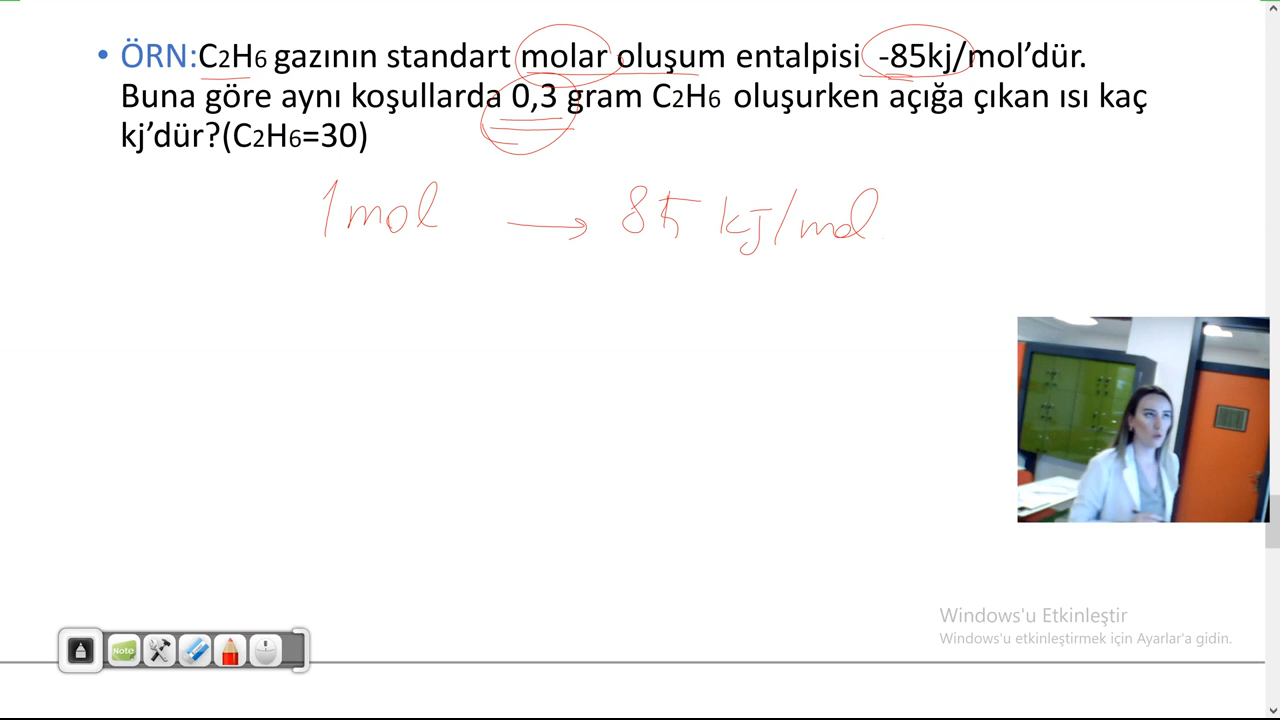 • ÖRN:C2H6 gazının standart molar oluşum entalpisi -85kj/mol’dür.
Buna göre aynı koşullarda 0,3 gram C2H6 oluşurken açığa çıkan ısı kaç
kj’dür?(C2H6=30)
1 mol → 85 kj/mol
Windows'u Etkinleştir
Windows'u etkinleştirmek için Ayarlar'a gidin.
Note